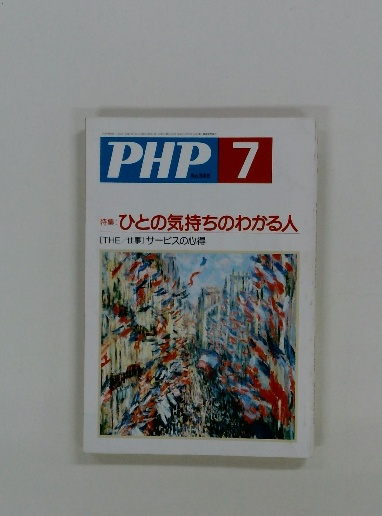 PHP 7
特集 ひとの気持ちのわかる人
[THE 仕事] サービスの心得